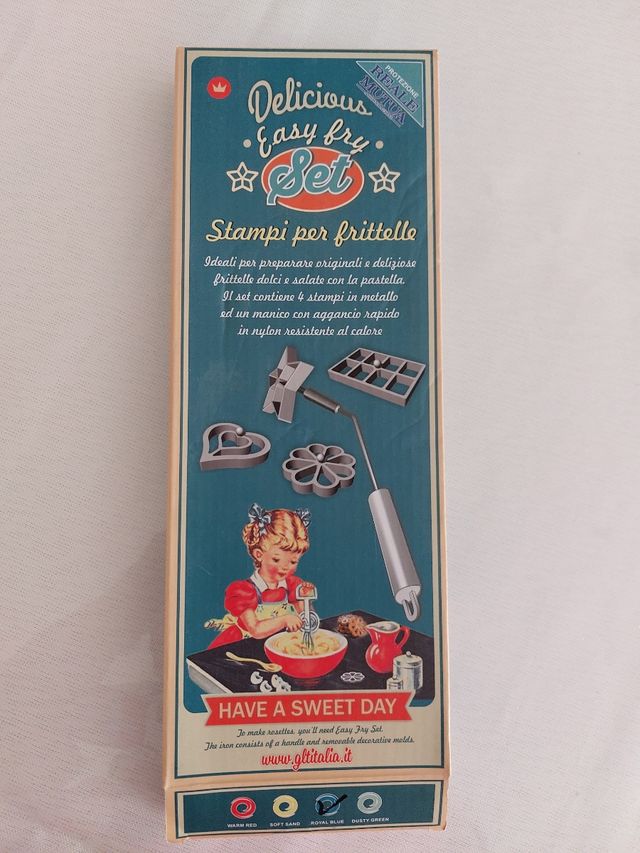 Delicious
PROTEZIONE
REALE
MUTUA
Easy fry
Set
Stampi per frittelle
Ideali per preparare originali e deliziose
frittelle dolci e salate con la pastella.
Il set contiene 4 stampi in metallo
ed un manico con aggancio rapido
in nylon resistente al calore
HAVE A SWEET DAY
To make rosettes, you'll need Easy Fry Set.
The iron consists of a handle and removable decorative molds.
www.gltitalia.it
WARM RED SOFT SAND ROYAL BLUE DUSTY GREEN